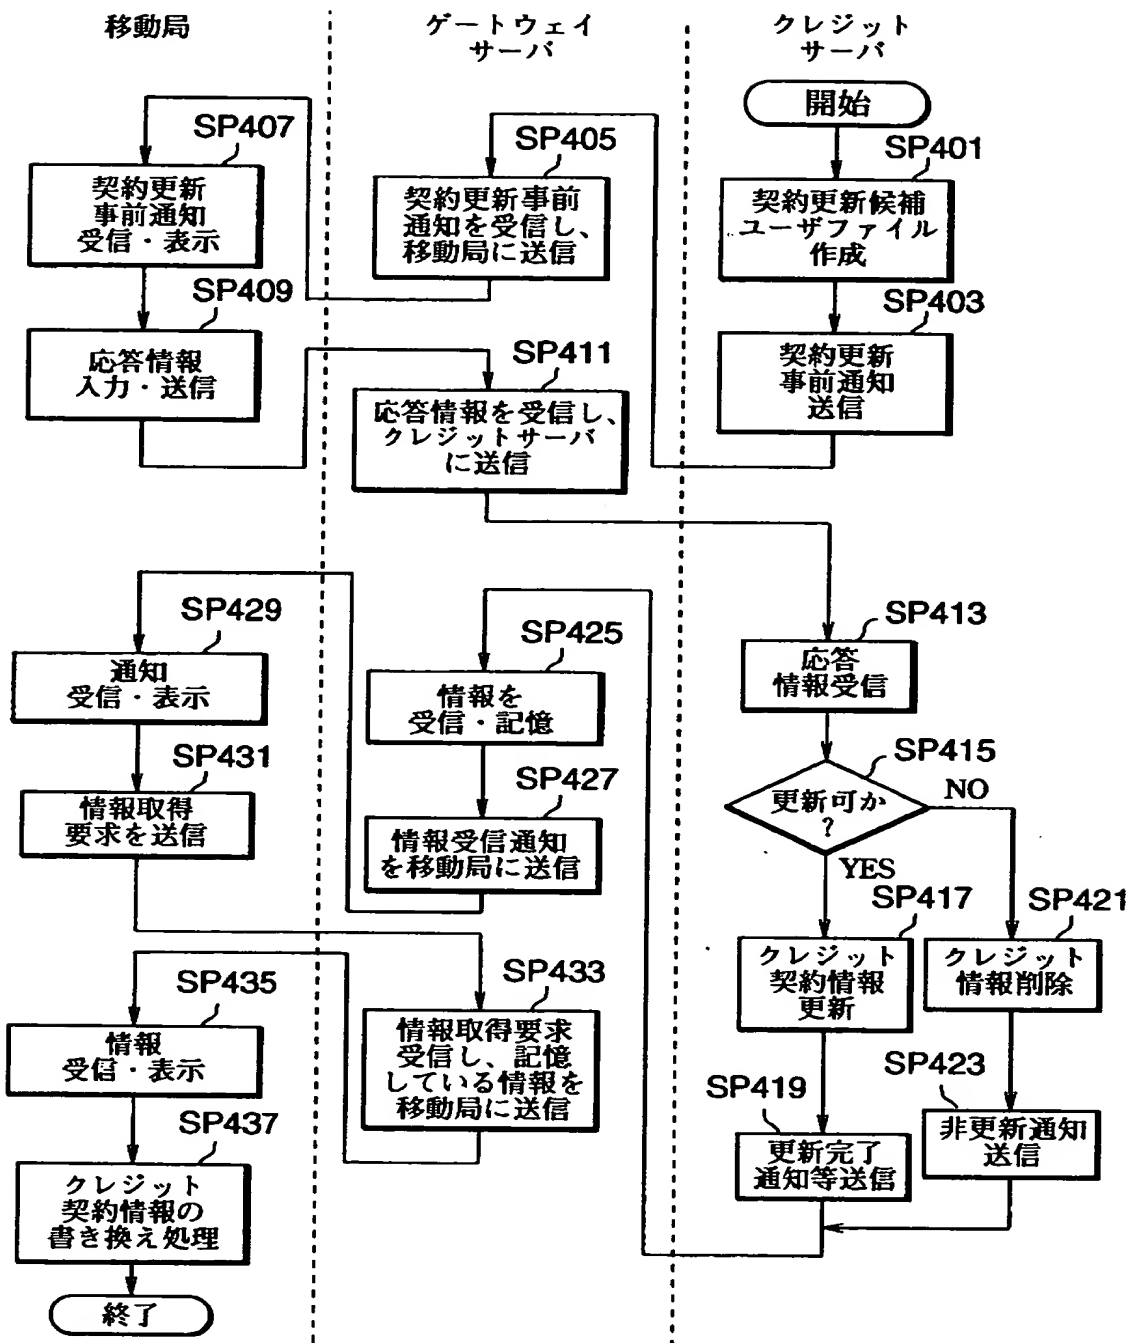 移動局
ゲートウェイ
サーバ
クレジット
サーバ
開始
SP401
契約更新候補
ユーザファイル
作成
SP403
契約更新
事前通知
送信
SP405
契約更新事前
通知を受信し、
移動局に送信
SP407
契約更新
事前通知
受信・表示
SP409
応答情報
入力・送信
SP411
応答情報を受信し、
クレジットサーバ
に送信
SP413
応答
情報受信
SP415
更新可か
?
NO
YES
SP417
クレジット
契約情報
更新
SP419
更新完了
通知等送信
SP421
クレジット
情報削除
SP423
非更新通知
送信
SP425
情報を
受信・記憶
SP427
情報受信通知
を移動局に送信
SP429
通知
受信・表示
SP431
情報取得
要求を送信
SP433
情報取得要求
受信し、記憶
している情報を
移動局に送信
SP435
情報
受信・表示
SP437
クレジット
契約情報の
書き換え処理
終了